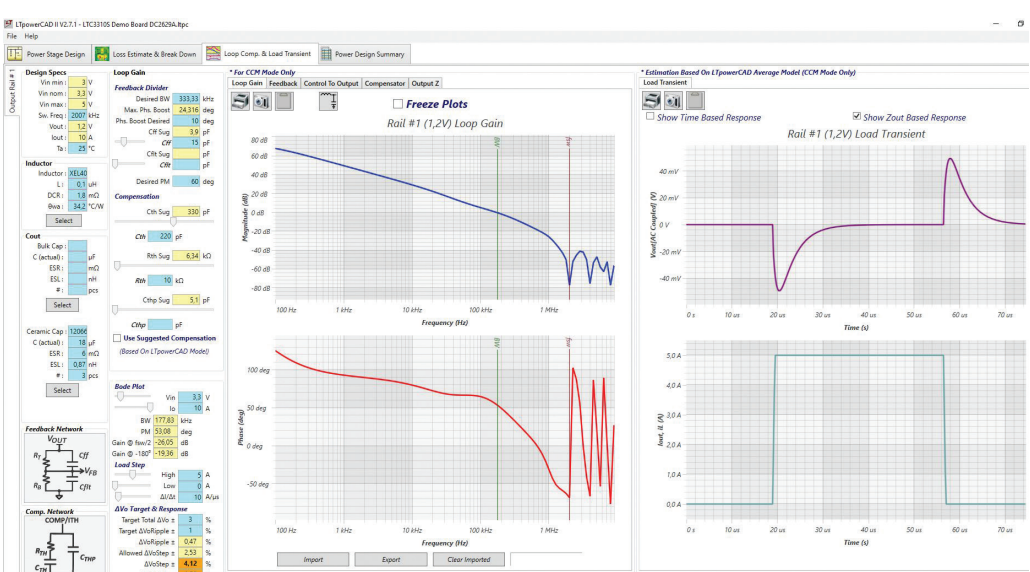 LTpowerCAD II V2.7.1 - LTC3310S Demo Board DC2629A.ltpc
File Help
Power Stage Design Loss Estimate & Break Down Loop Comp. & Load Transient Power Design Summary
Output Rail # 1
Design Specs
Vin min : 3 V
Vin nom : 3,3 V
Vin max : 5 V
Sw. Freq : 2007 kHz
Vout : 1,2 V
Iout : 10 A
Ta : 25 °C
Inductor
Inductor : XEL40
L : 0,1 uH
DCR : 1,8 mΩ
θwa : 34,2 °C/W
Select
Cout
Bulk Cap :
C (actual) : μF
ESR : mΩ
ESL : nH
# : pcs
Select
Ceramic Cap : 12066
C (actual) : 18 μF
ESR : 6 mΩ
ESL : 0,87 nH
# : 3 pcs
Select
Feedback Network
VOUT
RT Cff
VFB
RB Cflt
Comp. Network
COMP/ITH
RTH CTHP
CTH
Loop Gain
Feedback Divider
Desired BW 333,33 kHz
Max. Phs. Boost 24,316 deg
Phs. Boost Desired 10 deg
Cff Sug 3,9 pF
Cff 15 pF
Cflt Sug pF
Cflt pF
Desired PM 60 deg
Compensation
Cth Sug 330 pF
Cth 220 pF
Rth Sug 6,34 kΩ
Rth 10 kΩ
Cthp Sug 5,1 pF
Cthp pF
Use Suggested Compensation
(Based On LTpowerCAD Model)
Bode Plot
Vin 3,3 V
Io 10 A
BW 177,83 kHz
PM 53,08 deg
Gain @ fsw/2 -26,05 dB
Gain @ -180° -19,36 dB
Load Step
High 5 A
Low 0 A
ΔI/Δt 10 A/μs
ΔVo Target & Response
Target Total ΔVo ± 3 %
Target ΔVoRipple ± 1 %
ΔVoRipple ± 0,47 %
Allowed ΔVoStep ± 2,53 %
ΔVoStep ± 4,12 %
* For CCM Mode Only
Loop Gain Feedback Control To Output Compensator Output Z
Freeze Plots
Rail #1 (1,2V) Loop Gain
BW fsw
80 dB
60 dB
40 dB
20 dB
0 dB
-20 dB
-40 dB
-60 dB
-80 dB
Magnitude (dB)
100 Hz 1 kHz 10 kHz 100 kHz 1 MHz
Frequency (Hz)
BW fsw
100 deg
50 deg
0 deg
-50 deg
Phase (deg)
100 Hz 1 kHz 10 kHz 100 kHz 1 MHz
Frequency (Hz)
Import Export Clear Imported
* Estimation Based On LTpowerCAD Average Model (CCM Mode Only)
Load Transient
Show Time Based Response Show Zout Based Response
Rail #1 (1,2V) Load Transient
40 mV
20 mV
0 V
-20 mV
-40 mV
Vout(AC Coupled) (V)
0 s 10 us 20 us 30 us 40 us 50 us 60 us 70 us
Time (s)
5,0 A
4,0 A
3,0 A
2,0 A
1,0 A
0,0 A
Iout, iL (A)
0 s 10 us 20 us 30 us 40 us 50 us 60 us 70 us
Time (s)